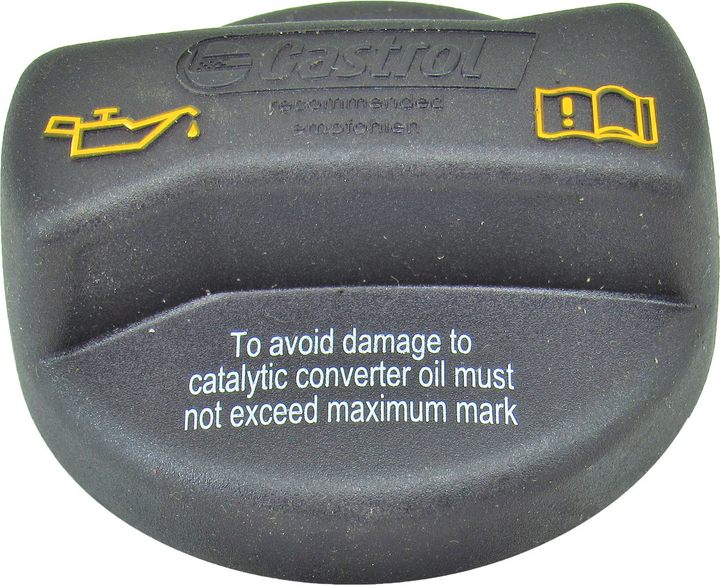 Castrol
recommended
empfohlen
To avoid damage to
catalytic converter oil must
not exceed maximum mark